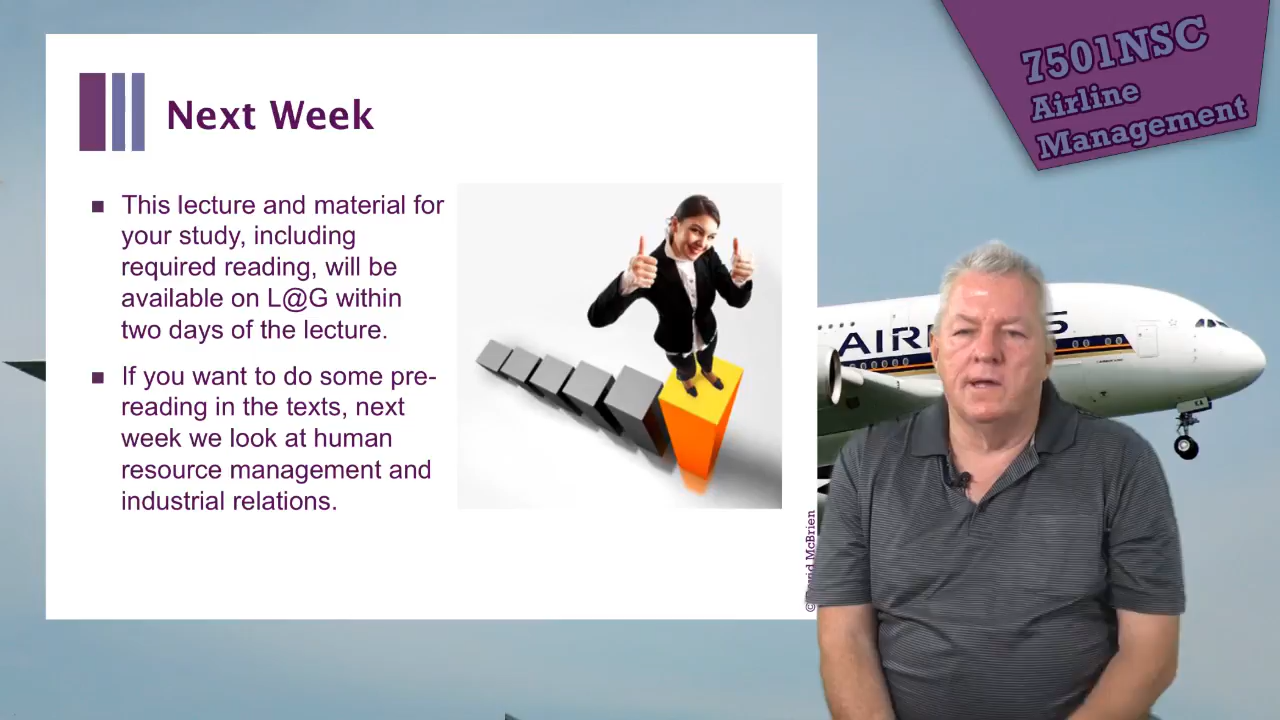 Next Week
This lecture and material for
your study, including
required reading, will be
available on L@G within
two days of the lecture.
If you want to do some pre-
reading in the texts, next
week we look at human
resource management and
industrial relations.
7501NSC
Airline
Management
McBrien